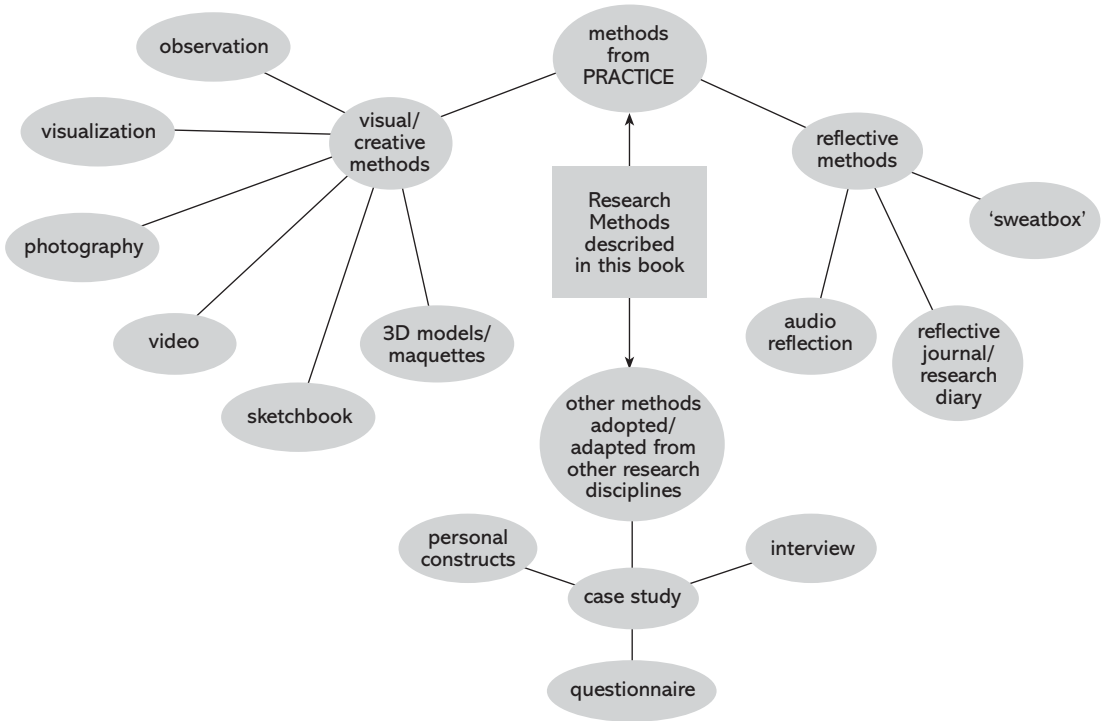 observation
methods
from
PRACTICE
visualization
visual/
creative
methods
reflective
methods
photography
Research
Methods
described
in this book
‘sweatbox’
video
3D models/
maquettes
audio
reflection
reflective
journal/
research
diary
sketchbook
other methods
adopted/
adapted from
other research
disciplines
personal
constructs
interview
case study
questionnaire